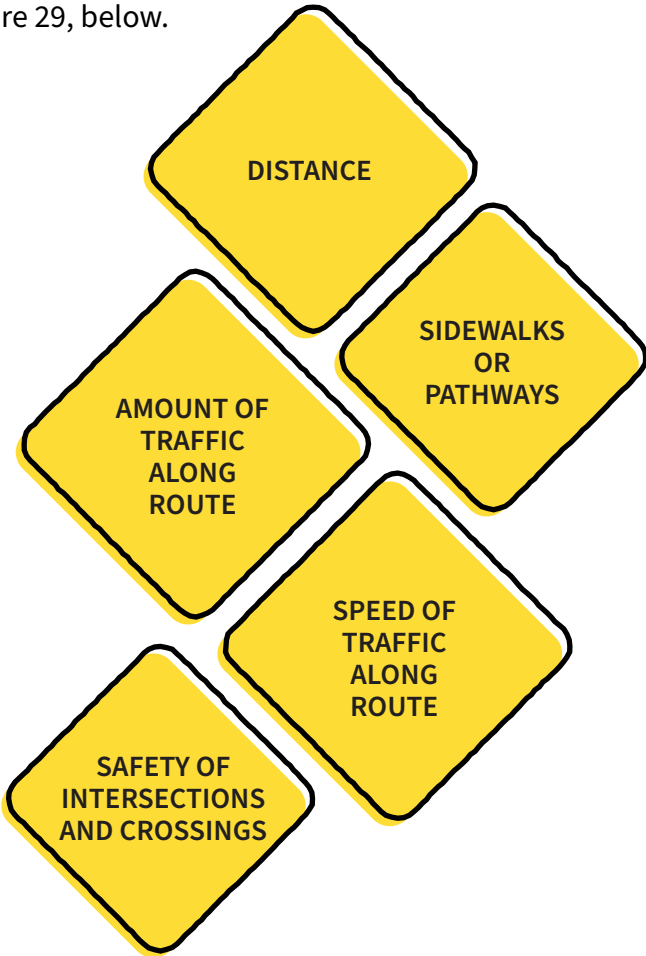 re 29, below.
DISTANCE
SIDEWALKS
OR
PATHWAYS
AMOUNT OF
TRAFFIC
ALONG
ROUTE
SPEED OF
TRAFFIC
ALONG
ROUTE
SAFETY OF
INTERSECTIONS
AND CROSSINGS